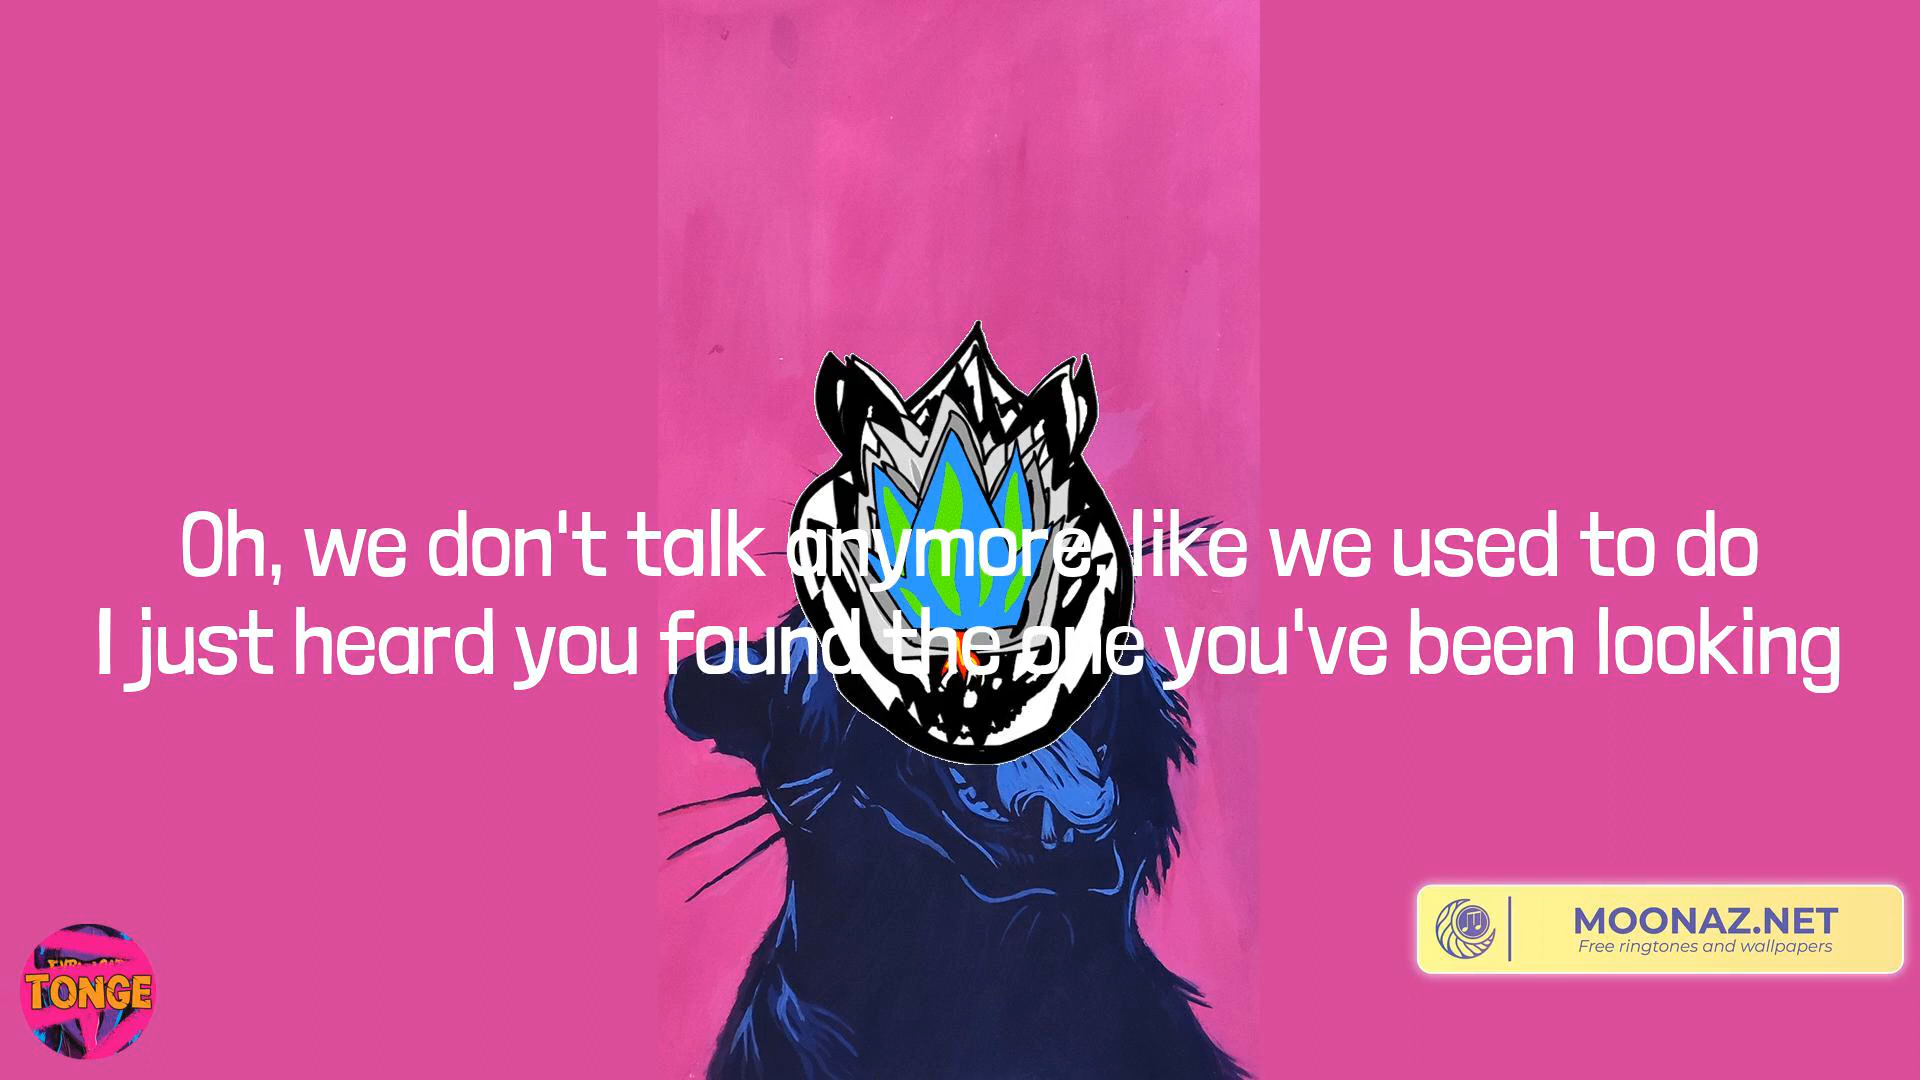 Oh, we don't talk anymore, like we used to do
I just heard you found the one you've been looking
MOONAZ.NET
Free ringtones and wallpapers
TONGE